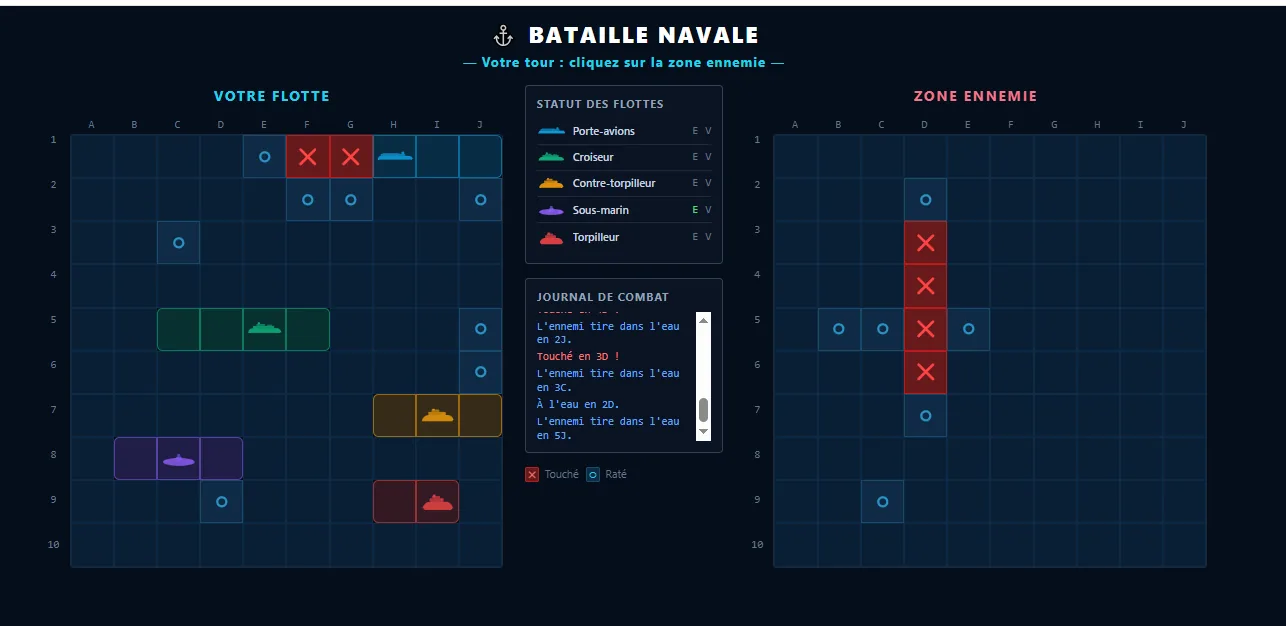 BATAILLE NAVALE
— Votre tour : cliquez sur la zone ennemie —
VOTRE FLOTTE
A B C D E F G H I J
1
2
3
4
5
6
7
8
9
10
STATUT DES FLOTTES
Porte-avions E V
Croiseur E V
Contre-torpilleur E V
Sous-marin E V
Torpilleur E V
JOURNAL DE COMBAT
L'ennemi tire dans l'eau
en 2J.
Touché en 3D !
L'ennemi tire dans l'eau
en 3C.
À l'eau en 2D.
L'ennemi tire dans l'eau
en 5J.
Touché Raté
ZONE ENNEMIE
A B C D E F G H I J
1
2
3
4
5
6
7
8
9
10